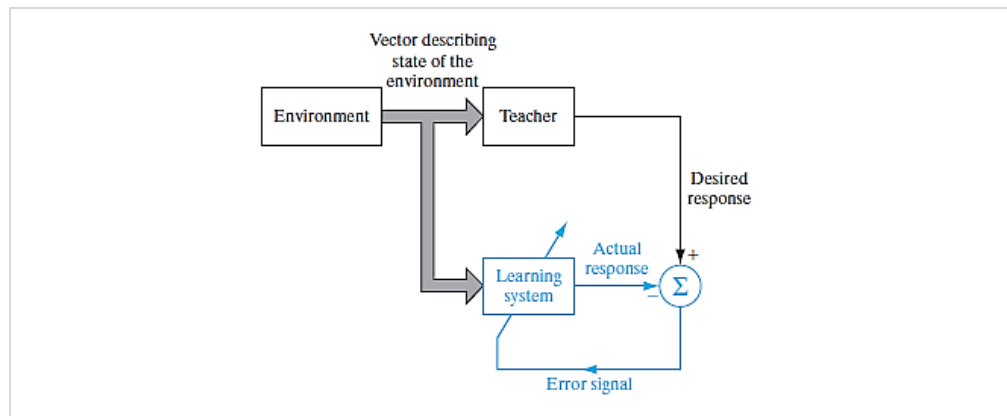 Vector describing
state of the
environment
Environment
Teacher
Desired
response
+
Actual
response
Learning
system
−
Σ
Error signal